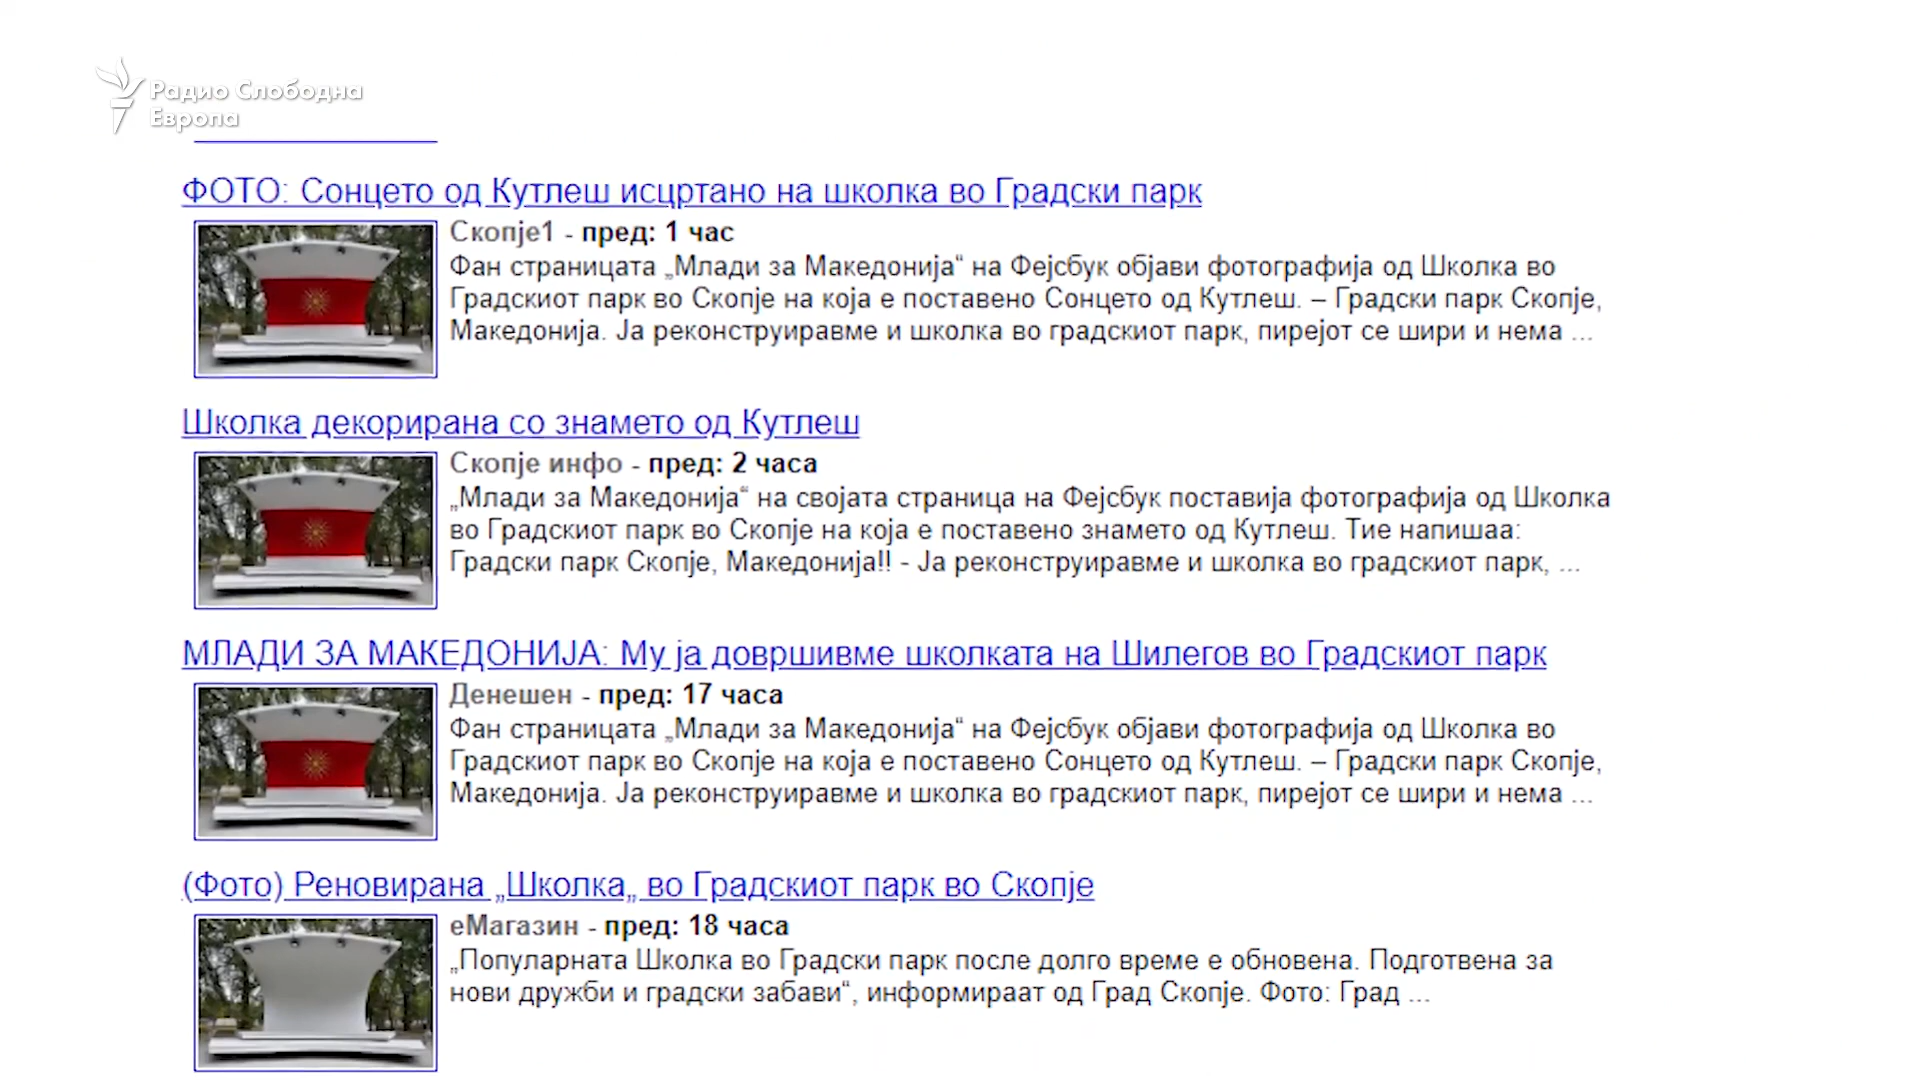 Радио Слободна
Европа
ФОТО: Сонцето од Кутлеш исцртано на школка во Градски парк
Скопје1 - пред: 1 час
Фан страницата „Млади за Македонија“ на Фејсбук објави фотографија од Школка во
Градскиот парк во Скопје на која е поставено Сонцето од Кутлеш. – Градски парк Скопје,
Македонија. Ја реконструиравме и школка во градскиот парк, пирејот се шири и нема ...
Школка декорирана со знамето од Кутлеш
Скопје инфо - пред: 2 часа
„Млади за Македонија“ на својата страница на Фејсбук поставија фотографија од Школка
во Градскиот парк во Скопје на која е поставено знамето од Кутлеш. Тие напишаа:
Градски парк Скопје, Македонија!! - Ја реконструиравме и школка во градскиот парк, ...
МЛАДИ ЗА МАКЕДОНИЈА: Му ја довршивме школката на Шилегов во Градскиот парк
Денешен - пред: 17 часа
Фан страницата „Млади за Македонија“ на Фејсбук објави фотографија од Школка во
Градскиот парк во Скопје на која е поставено Сонцето од Кутлеш. – Градски парк Скопје,
Македонија. Ја реконструиравме и школка во градскиот парк, пирејот се шири и нема ...
(Фото) Реновирана „Школка„ во Градскиот парк во Скопје
еМагазин - пред: 18 часа
„Популарната Школка во Градски парк после долго време е обновена. Подготвена за
нови дружби и градски забави“, информираат од Град Скопје. Фото: Град ...